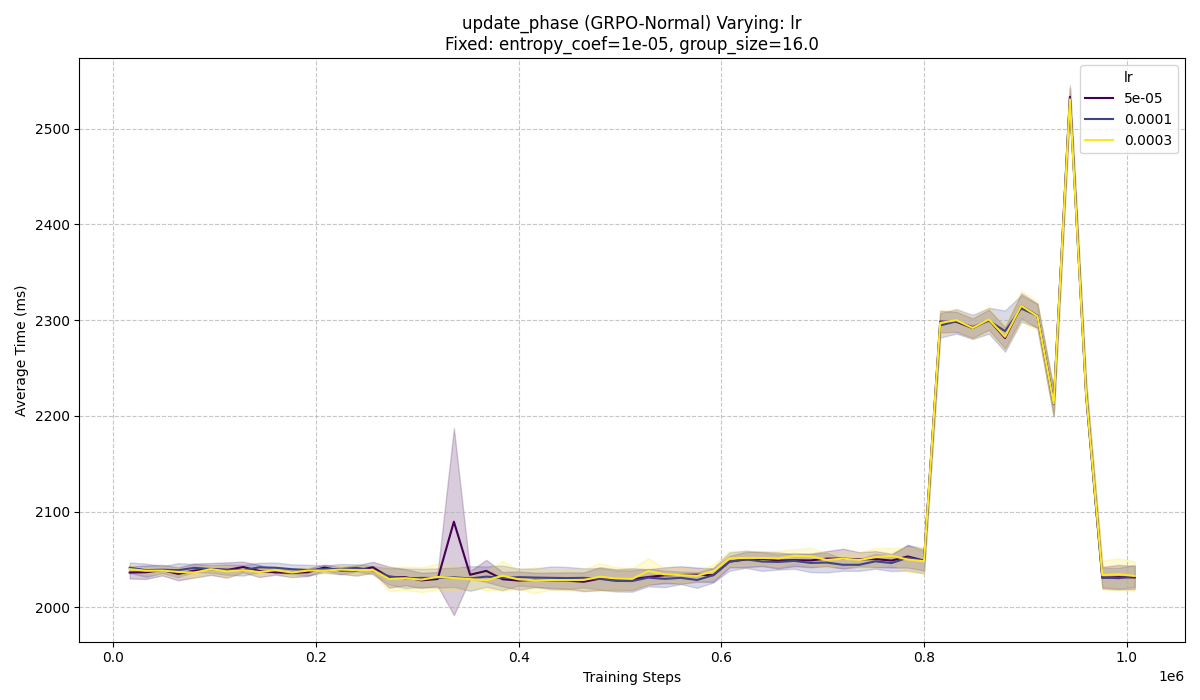 update_phase (GRPO-Normal) Varying: lr
Fixed: entropy_coef=1e-05, group_size=16.0
lr
5e-05
0.0001
0.0003
Average Time (ms)
2500
2400
2300
2200
2100
2000
0.0 0.2 0.4 0.6 0.8 1.0
1e6
Training Steps